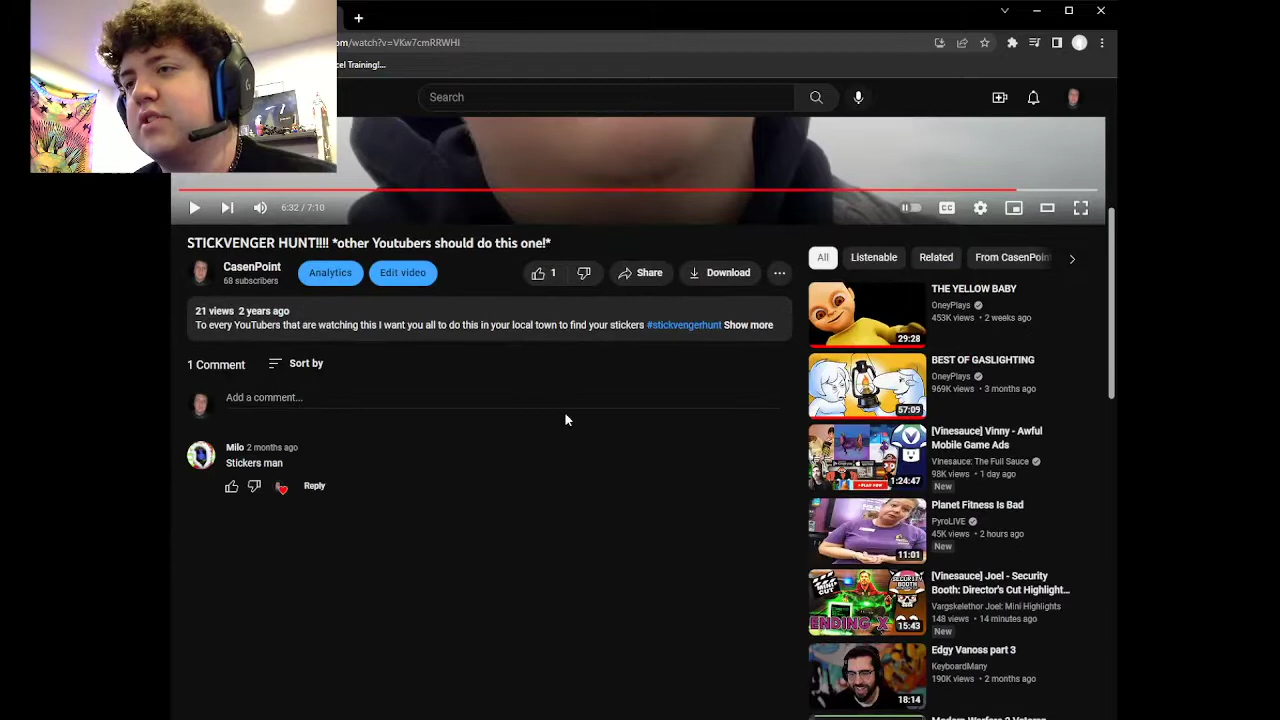 om/watch?v=VKw7cmRRWHI
cel Training!...
Search
6:32 / 7:10
CC
STICKVENGER HUNT!!!! *other Youtubers should do this one!*
CasenPoint
68 subscribers
Analytics
Edit video
1
Share
Download
21 views 2 years ago
To every YouTubers that are watching this I want you all to do this in your local town to find your stickers #stickvengerhunt Show more
1 Comment
Sort by
Add a comment...
Milo 2 months ago
Stickers man
Reply
All
Listenable
Related
From CasenPoin
THE YELLOW BABY
OneyPlays
453K views • 2 weeks ago
29:28
BEST OF GASLIGHTING
OneyPlays
969K views • 3 months ago
57:09
[Vinesauce] Vinny - Awful
Mobile Game Ads
Vinesauce: The Full Sauce
98K views • 1 day ago
New
1:24:47
Planet Fitness Is Bad
PyroLIVE
45K views • 2 hours ago
New
11:01
[Vinesauce] Joel - Security
Booth: Director's Cut Highlight...
Vargskelethor Joel: Mini Highlights
148 views • 14 minutes ago
New
SECURITY
BOOTH
MINI
CUT
ENDING X
15:43
Edgy Vanoss part 3
KeyboardMany
190K views • 2 months ago
18:14